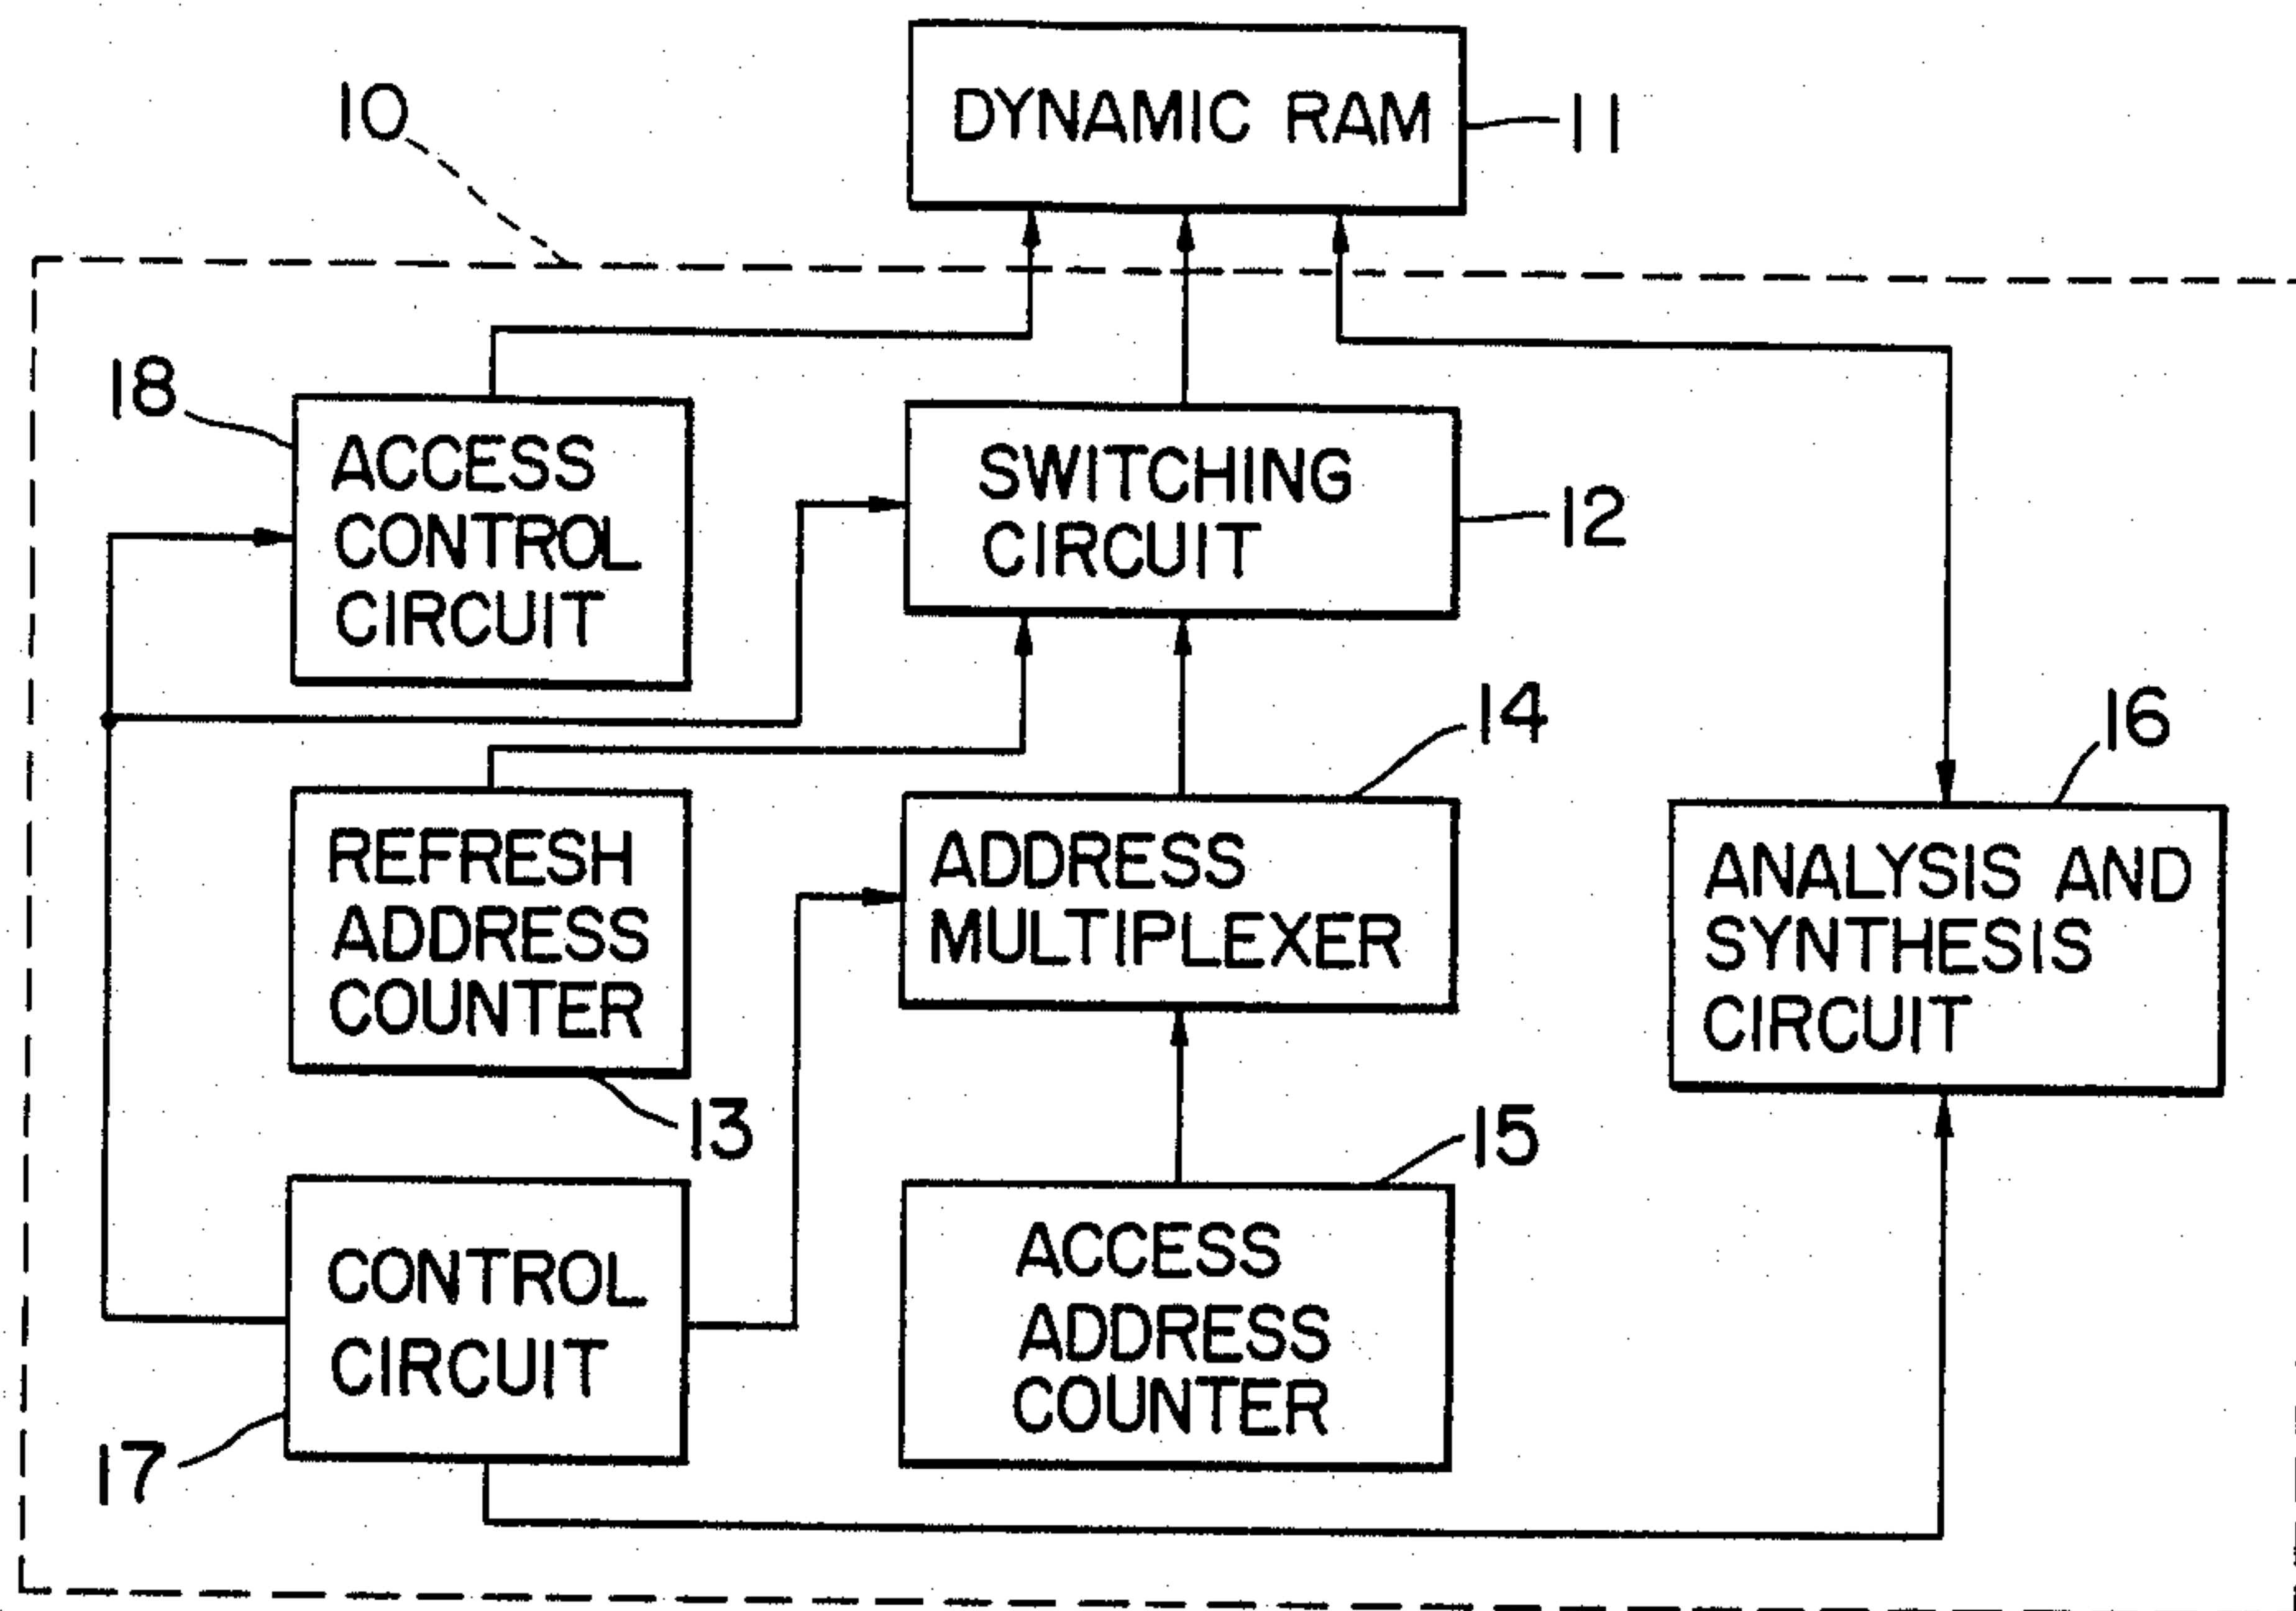 DYNAMIC RAM
10
11
18
ACCESS
CONTROL
CIRCUIT
SWITCHING
CIRCUIT
12
14
16
REFRESH
ADDRESS
COUNTER
13
ADDRESS
MULTIPLEXER
ANALYSIS AND
SYNTHESIS
CIRCUIT
15
CONTROL
CIRCUIT
17
ACCESS
ADDRESS
COUNTER